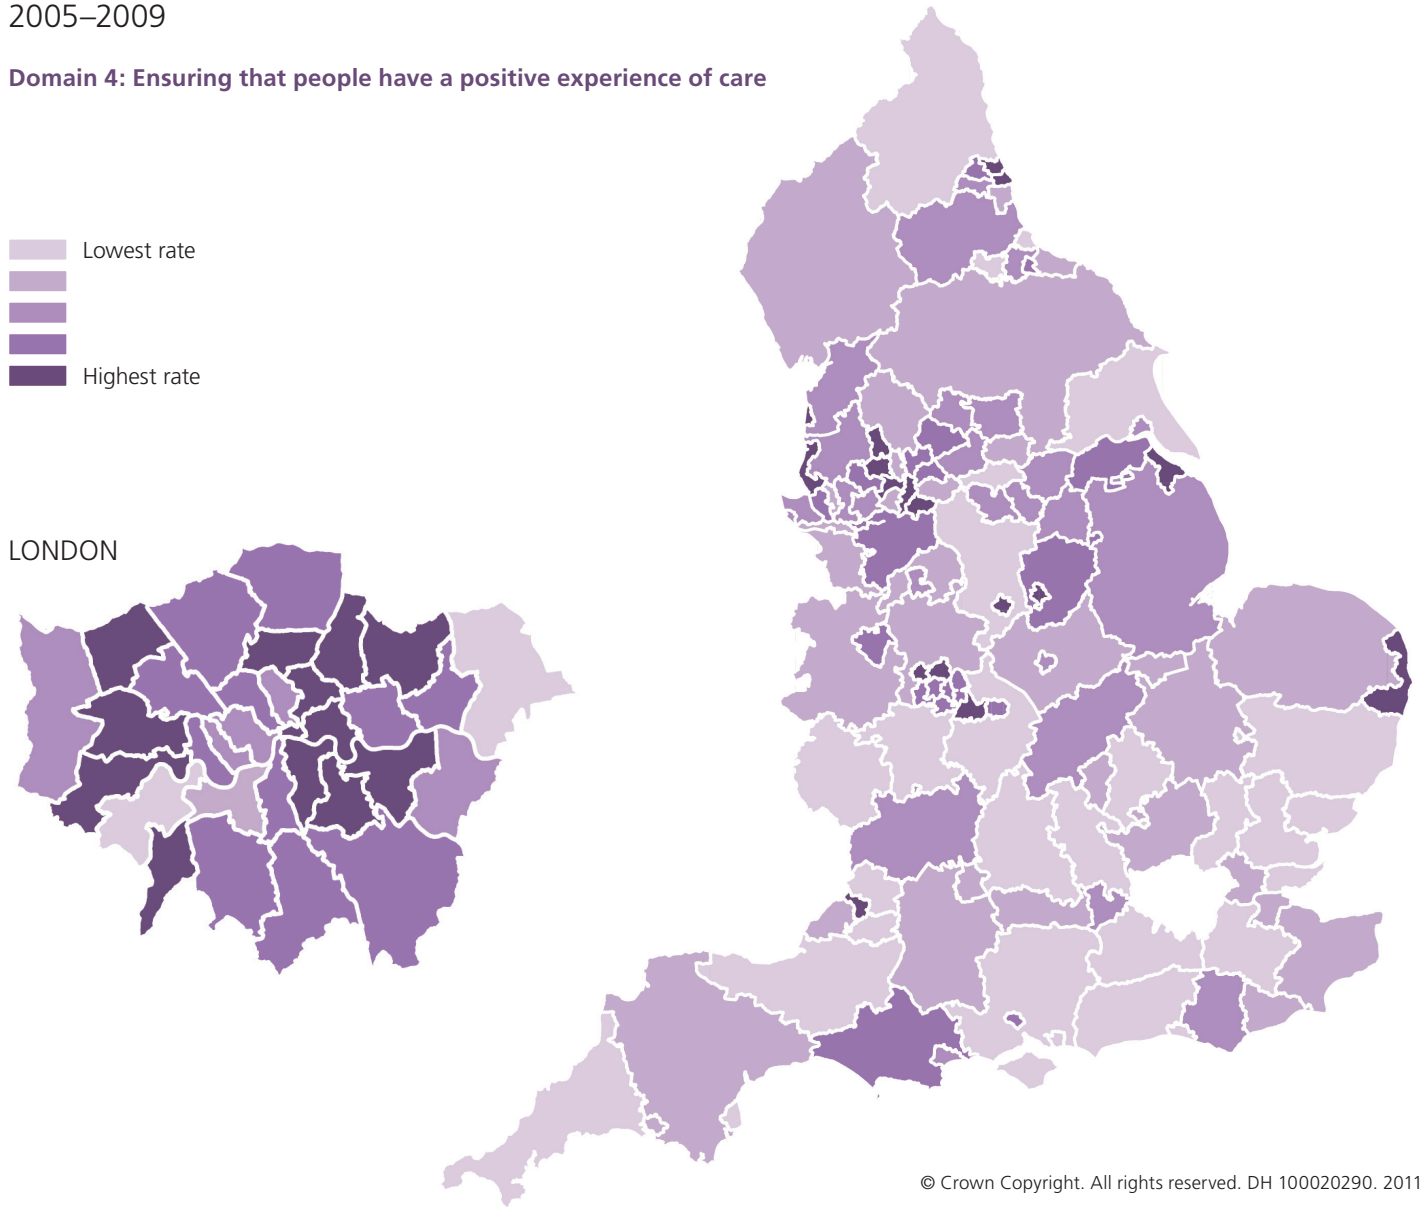 2005–2009
Domain 4: Ensuring that people have a positive experience of care
Lowest rate
Highest rate
LONDON
© Crown Copyright. All rights reserved. DH 100020290. 2011